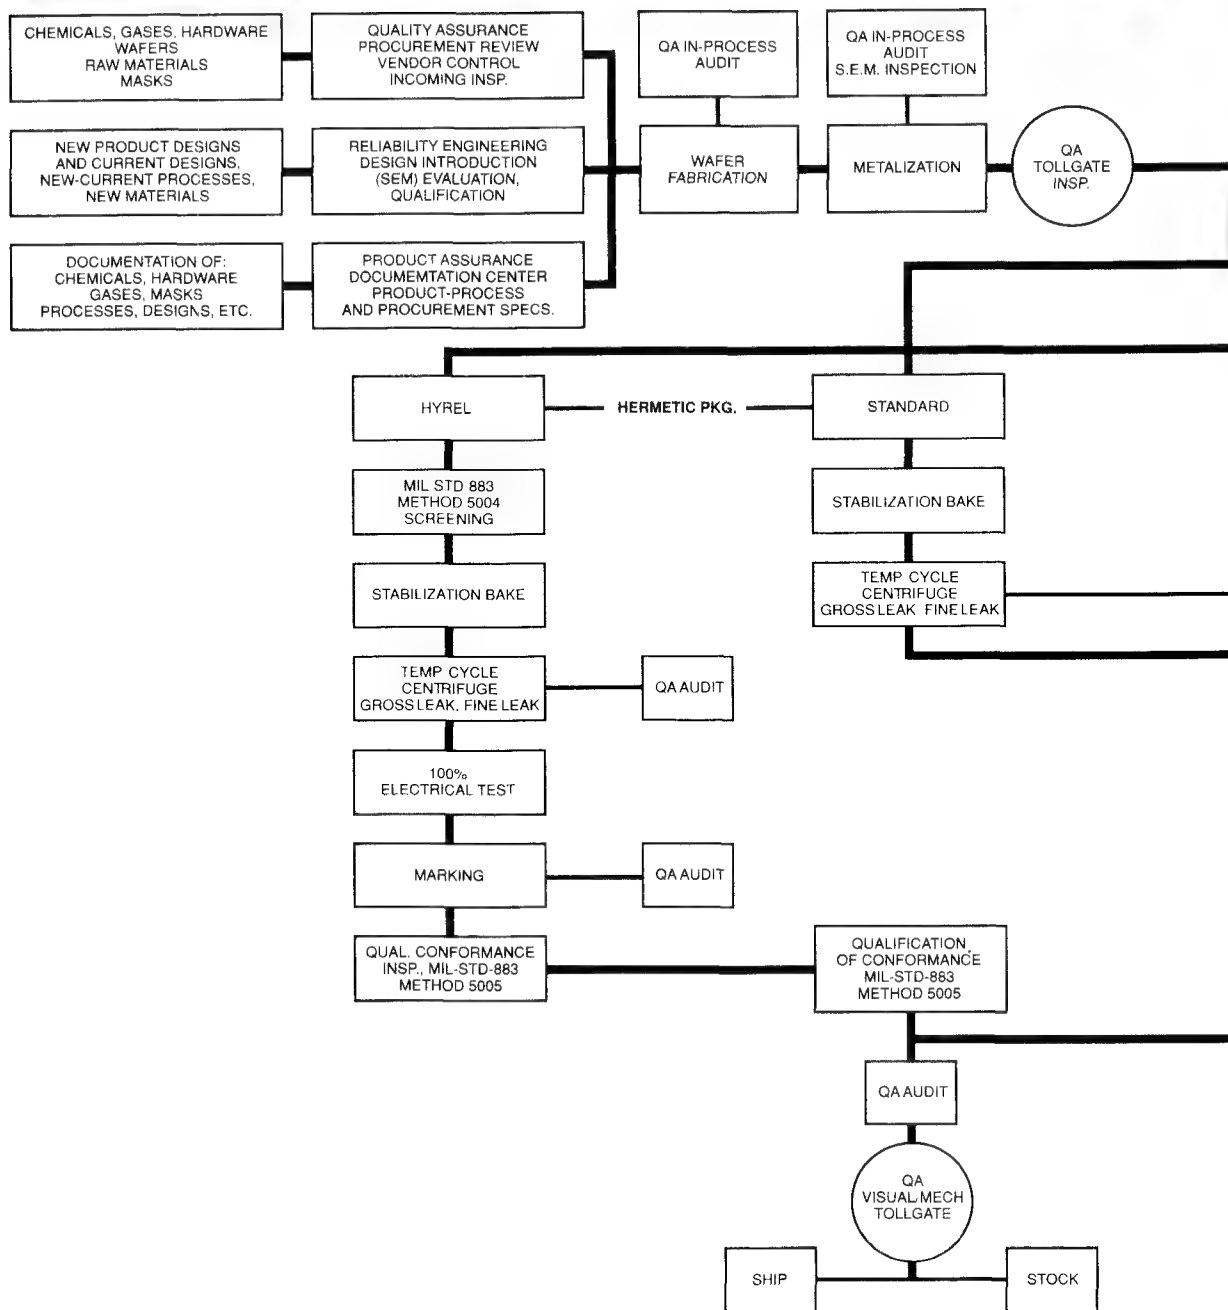 CHEMICALS, GASES, HARDWARE
WAFERS
RAW MATERIALS
MASKS
QUALITY ASSURANCE
PROCUREMENT REVIEW
VENDOR CONTROL
INCOMING INSP.
QA IN-PROCESS
AUDIT
QA IN-PROCESS
AUDIT
S.E.M. INSPECTION
NEW PRODUCT DESIGNS
AND CURRENT DESIGNS,
NEW-CURRENT PROCESSES,
NEW MATERIALS
RELIABILITY ENGINEERING
DESIGN INTRODUCTION
(SEM) EVALUATION,
QUALIFICATION
WAFER
FABRICATION
METALIZATION
QA
TOLLGATE
INSP.
DOCUMENTATION OF:
CHEMICALS, HARDWARE
GASES, MASKS
PROCESSES, DESIGNS, ETC.
PRODUCT ASSURANCE
DOCUMEMTATION CENTER
PRODUCT-PROCESS
AND PROCUREMENT SPECS.
HYREL
HERMETIC PKG.
STANDARD
MIL STD 883
METHOD 5004
SCREENING
STABILIZATION BAKE
STABILIZATION BAKE
TEMP CYCLE
CENTRIFUGE
GROSS LEAK FINE LEAK
TEMP CYCLE
CENTRIFUGE
GROSS LEAK. FINE LEAK
QA AUDIT
100%
ELECTRICAL TEST
MARKING
QA AUDIT
QUAL. CONFORMANCE
INSP., MIL-STD-883
METHOD 5005
QUALIFICATION
OF CONFORMANCE
MIL-STD-883
METHOD 5005
QA AUDIT
QA
VISUAL/MECH
TOLLGATE
SHIP
STOCK